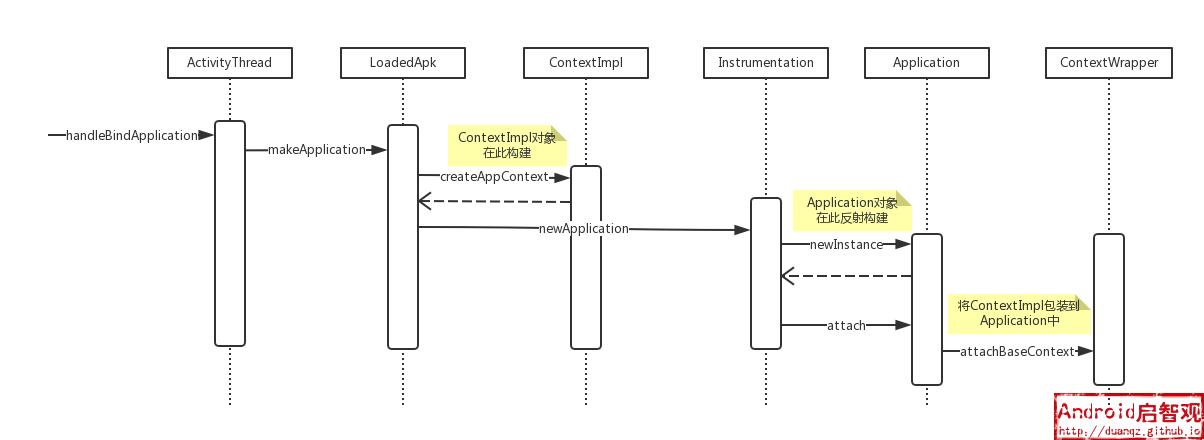 ActivityThread
LoadedApk
ContextImpl
Instrumentation
Application
ContextWrapper
handleBindApplication
makeApplication
ContextImpl对象
在此构建
createAppContext
newApplication
Application对象
在此反射构建
newInstance
将ContextImpl包装到
Application中
attach
attachBaseContext
Android启智观
http://duanqz.github.io